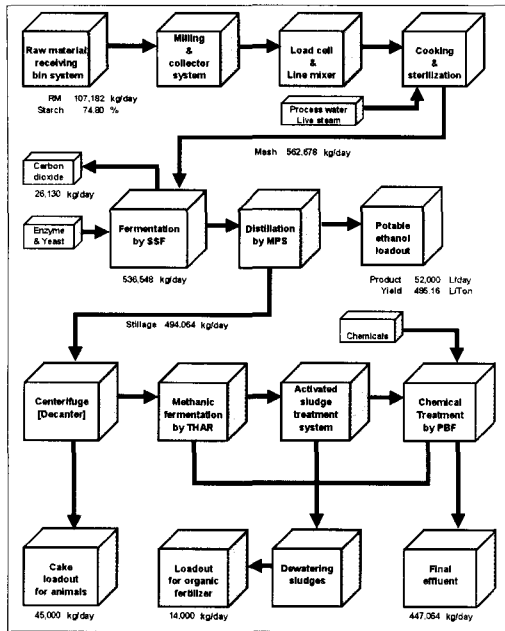 Raw material
receiving
bin system
Milling
&
collector
system
Load cell
&
Line mixer
Cooking
&
sterilization
RM 107,182 kg/day
Starch 74.80 %
Process water
Live steam
Mash 562,678 kg/day
Carbon
dioxide
26,130 kg/day
Enzyme
& Yeast
Fermentation
by SSF
Distillation
by MPS
Potable
ethanol
loadout
536,548 kg/day
Product 52,000 L/day
Yield 485.16 L/Ton
Stillage 494,064 kg/day
Chemicals
Centerifuge
[Decanter]
Methanic
fermentation
by THAR
Activated
sludge
treatment
system
Chemical
Treatment
by PBF
Cake
loadout
for animals
Loadout
for organic
fertilizer
Dewatering
sludges
Final
effluent
45,000 kg/day
14,000 kg/day
447,064 kg/day